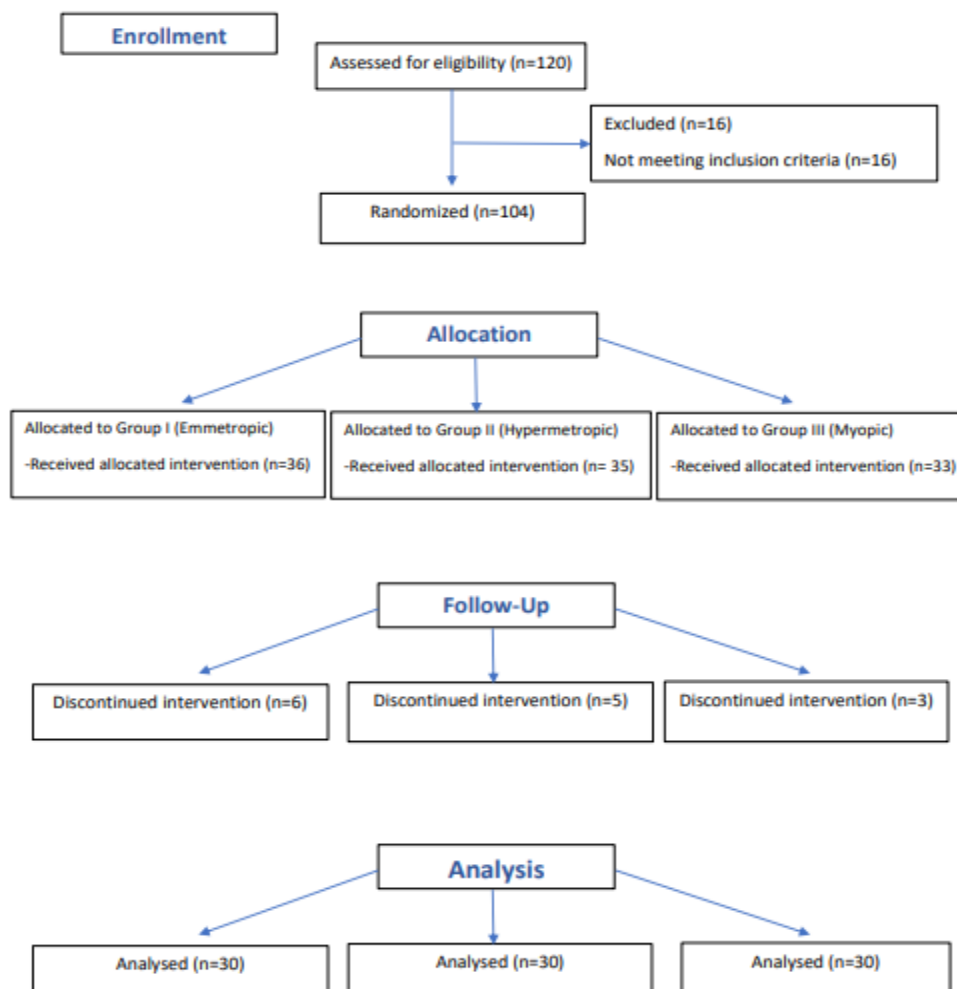 Enrollment
Assessed for eligibility (n=120)
Excluded (n=16)
Not meeting inclusion criteria (n=16)
Randomized (n=104)
Allocation
Allocated to Group I (Emmetropic)
-Received allocated intervention (n=36)
Allocated to Group II (Hypermetropic)
-Received allocated intervention (n= 35)
Allocated to Group III (Myopic)
-Received allocated intervention (n=33)
Follow-Up
Discontinued intervention (n=6)
Discontinued intervention (n=5)
Discontinued intervention (n=3)
Analysis
Analysed (n=30)
Analysed (n=30)
Analysed (n=30)